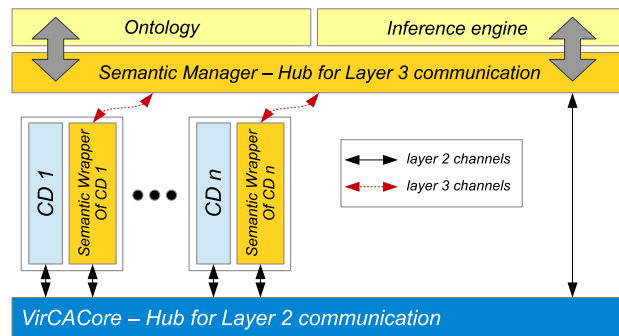 Ontology
Inference engine
Semantic Manager – Hub for Layer 3 communication
CD 1
Semantic Wrapper
Of CD 1
CD n
Semantic Wrapper
Of CD n
layer 2 channels
layer 3 channels
VirCACore – Hub for Layer 2 communication